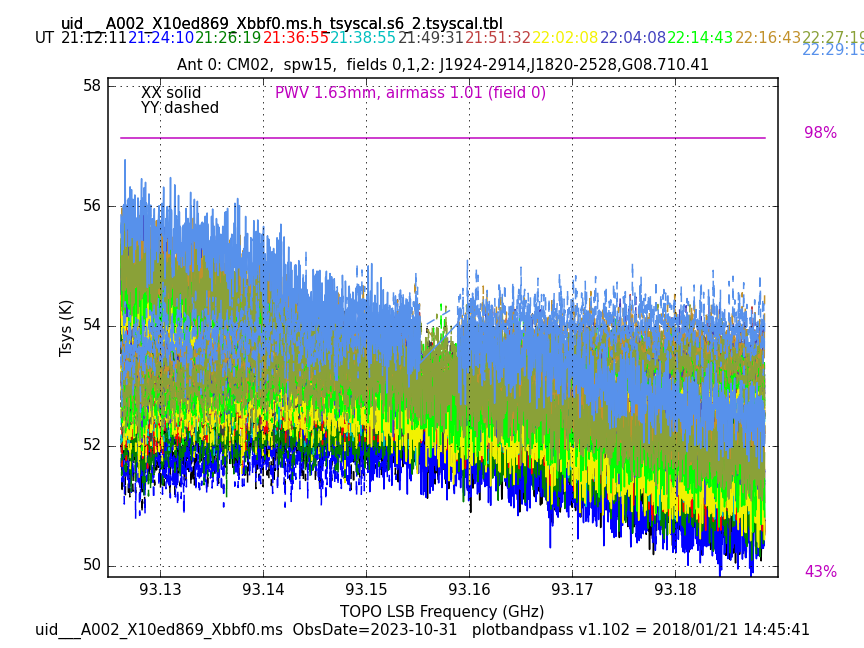 uid___A002_X10ed869_Xbbf0.ms.h_tsyscal.s6_2.tsyscal.tbl
UT 21:12:11 21:24:10 21:26:19 21:36:55 21:38:55 21:49:31 21:51:32 22:02:08 22:04:08 22:14:43 22:16:43 22:27:19
22:29:19
Ant 0: CM02,  spw15,  fields 0,1,2: J1924-2914,J1820-2528,G08.710.41
XX solid
PWV 1.63mm, airmass 1.01 (field 0)
YY dashed
58
98%
56
54
52
50
43%
Tsys (K)
93.13 93.14 93.15 93.16 93.17 93.18
TOPO LSB Frequency (GHz)
uid___A002_X10ed869_Xbbf0.ms  ObsDate=2023-10-31   plotbandpass v1.102 = 2018/01/21 14:45:41